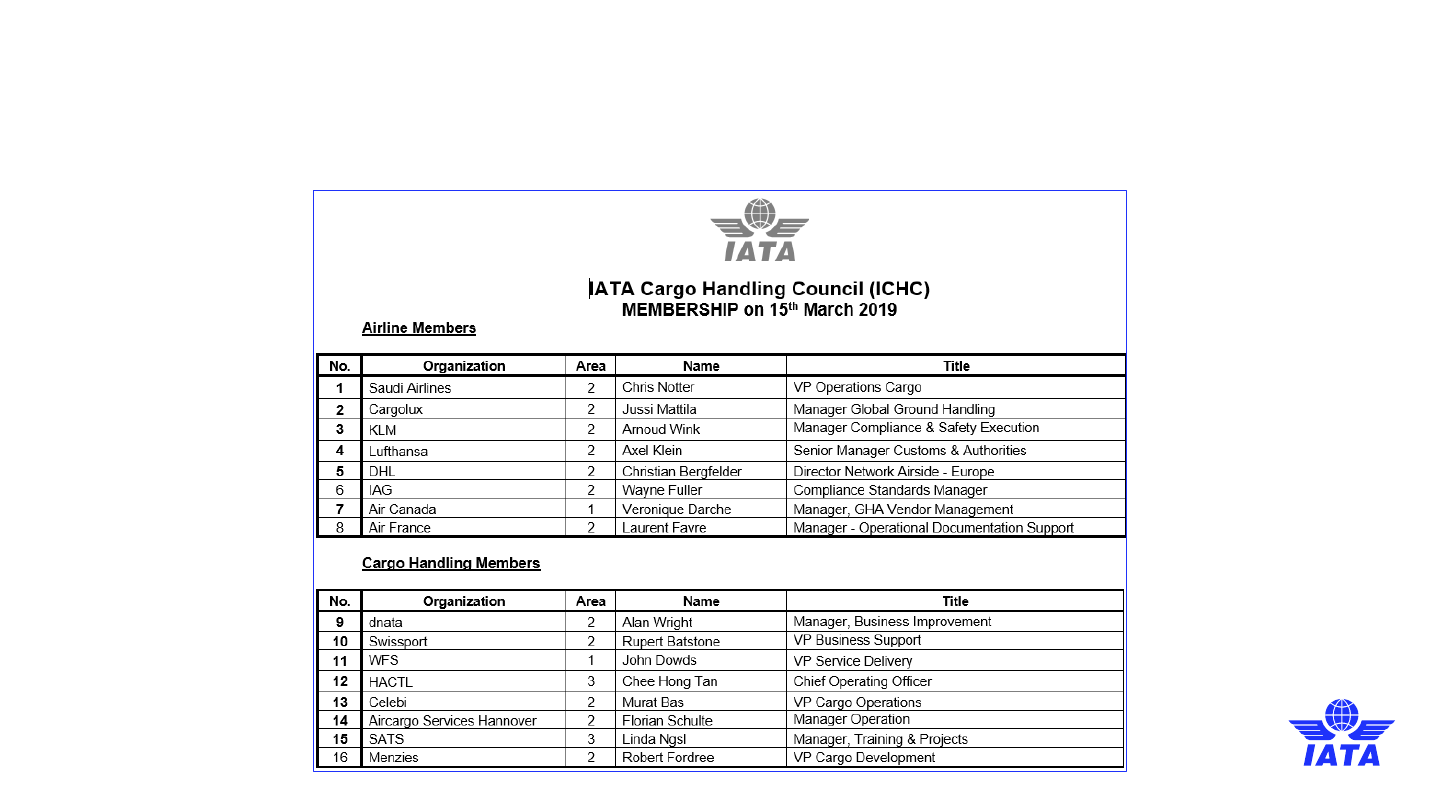 IATA
IATA Cargo Handling Council (ICHC)
MEMBERSHIP on 15th March 2019
Airline Members
No. Organization Area Name Title
1 Saudi Airlines 2 Chris Notter VP Operations Cargo
2 Cargolux 2 Jussi Mattila Manager Global Ground Handling
3 KLM 2 Arnoud Wink Manager Compliance & Safety Execution
4 Lufthansa 2 Axel Klein Senior Manager Customs & Authorities
5 DHL 2 Christian Bergfelder Director Network Airside - Europe
6 IAG 2 Wayne Fuller Compliance Standards Manager
7 Air Canada 1 Veronique Darche Manager, GHA Vendor Management
8 Air France 2 Laurent Favre Manager - Operational Documentation Support
Cargo Handling Members
No. Organization Area Name Title
9 dnata 2 Alan Wright Manager, Business Improvement
10 Swissport 2 Rupert Batstone VP Business Support
11 WFS 1 John Dowds VP Service Delivery
12 HACTL 3 Chee Hong Tan Chief Operating Officer
13 Celebi 2 Murat Bas VP Cargo Operations
14 Aircargo Services Hannover 2 Florian Schulte Manager Operation
15 SATS 3 Linda Ngsl Manager, Training & Projects
16 Menzies 2 Robert Fordree VP Cargo Development
IATA